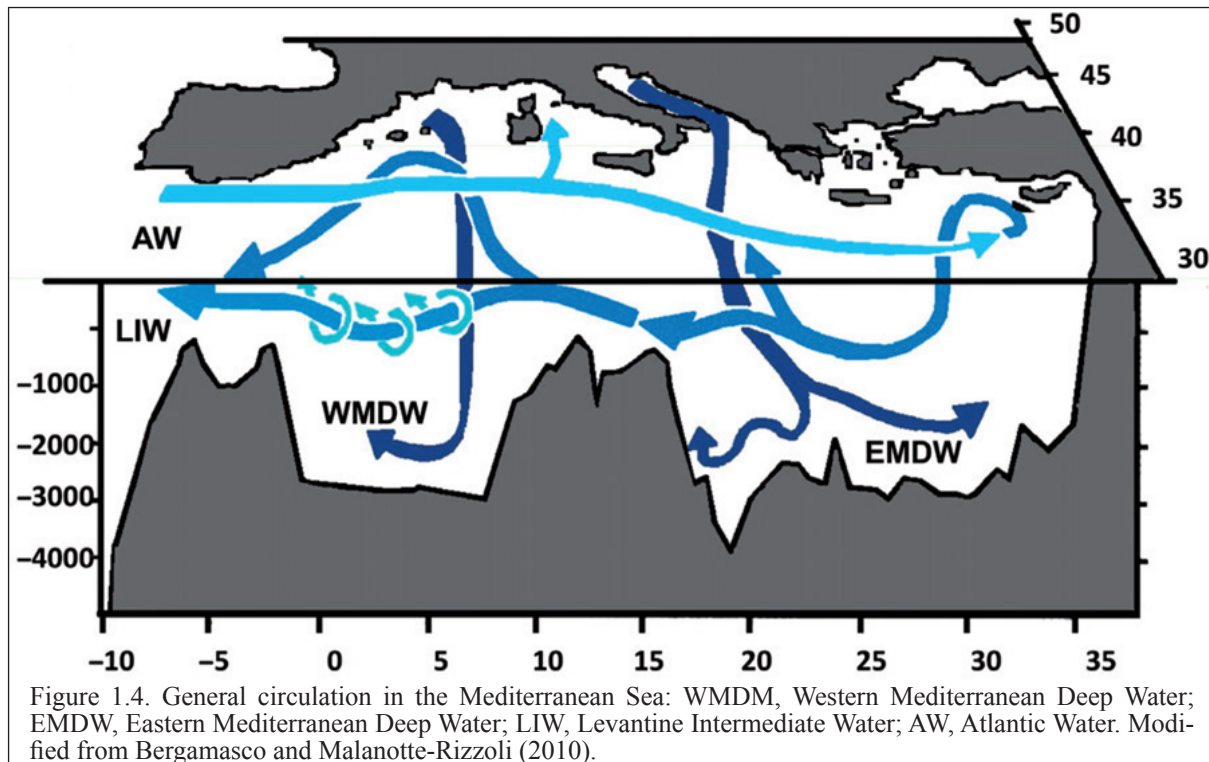 50
45
40
35
30
AW
LIW
–1000
WMDW
–2000
EMDW
–3000
–4000
–10 –5 0 5 10 15 20 25 30 35
Figure 1.4. General circulation in the Mediterranean Sea: WMDM, Western Mediterranean Deep Water;
EMDW, Eastern Mediterranean Deep Water; LIW, Levantine Intermediate Water; AW, Atlantic Water. Modi-
fied from Bergamasco and Malanotte-Rizzoli (2010).